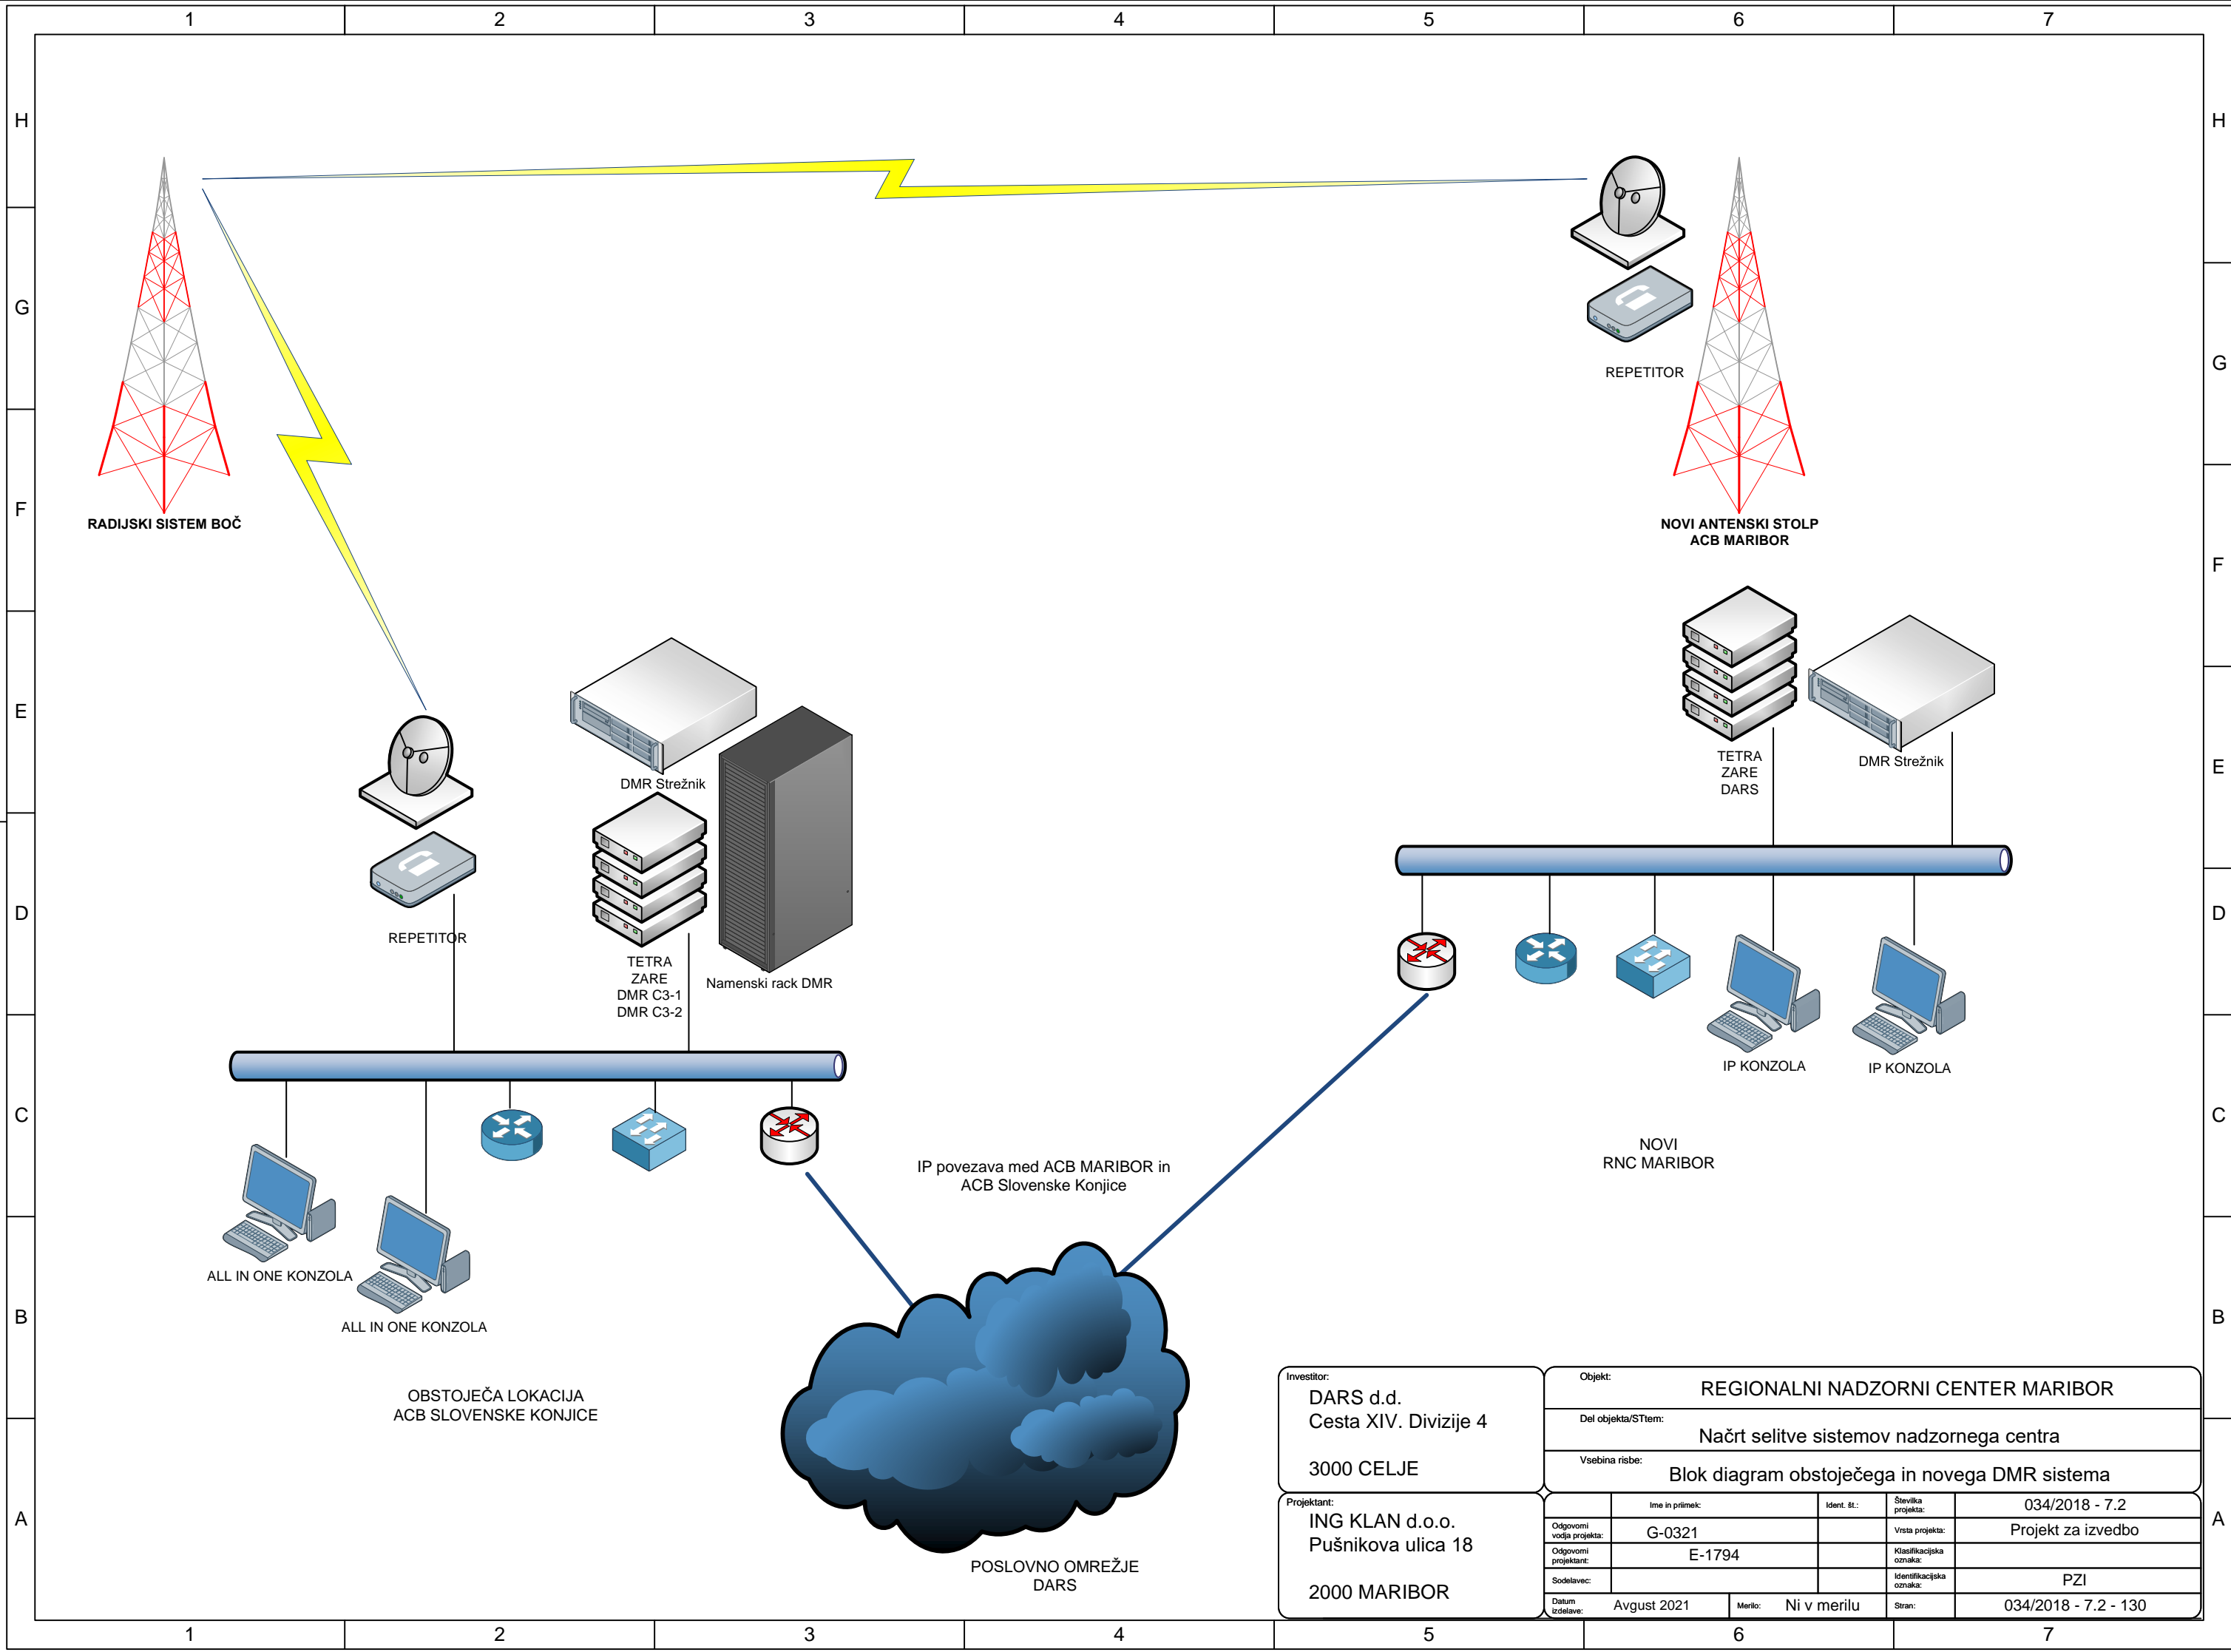 1 2 3 4 5 6 7
H H
G G
F F
E E
D D
C C
B B
A A
REPETITOR
RADIJSKI SISTEM BOČ
NOVI ANTENSKI STOLP
ACB MARIBOR
DMR Strežnik
TETRA
ZARE
DARS
DMR Strežnik
REPETITOR
TETRA
ZARE
DMR C3-1
DMR C3-2
Namenski rack DMR
IP KONZOLA
IP KONZOLA
NOVI
RNC MARIBOR
IP povezava med ACB MARIBOR in
ACB Slovenske Konjice
ALL IN ONE KONZOLA
ALL IN ONE KONZOLA
OBSTOJEČA LOKACIJA
ACB SLOVENSKE KONJICE
POSLOVNO OMREŽJE
DARS
Investitor:
DARS d.d.
Cesta XIV. Divizije 4
3000 CELJE
Projektant:
ING KLAN d.o.o.
Pušnikova ulica 18
2000 MARIBOR
Objekt:
REGIONALNI NADZORNI CENTER MARIBOR
Del objekta/STtem:
Načrt selitve sistemov nadzornega centra
Vsebina risbe:
Blok diagram obstoječega in novega DMR sistema
Ime in priimek: Ident. št.: Številka projekta: 034/2018 - 7.2
Odgovorni vodja projekta: G-0321 Vrsta projekta: Projekt za izvedbo
Odgovorni projektant: E-1794 Klasifikacijska oznaka:
Sodelavec: Identifikacijska oznaka: PZI
Datum izdelave: Avgust 2021 Merilo: Ni v merilu Stran: 034/2018 - 7.2 - 130
1 2 3 4 5 6 7